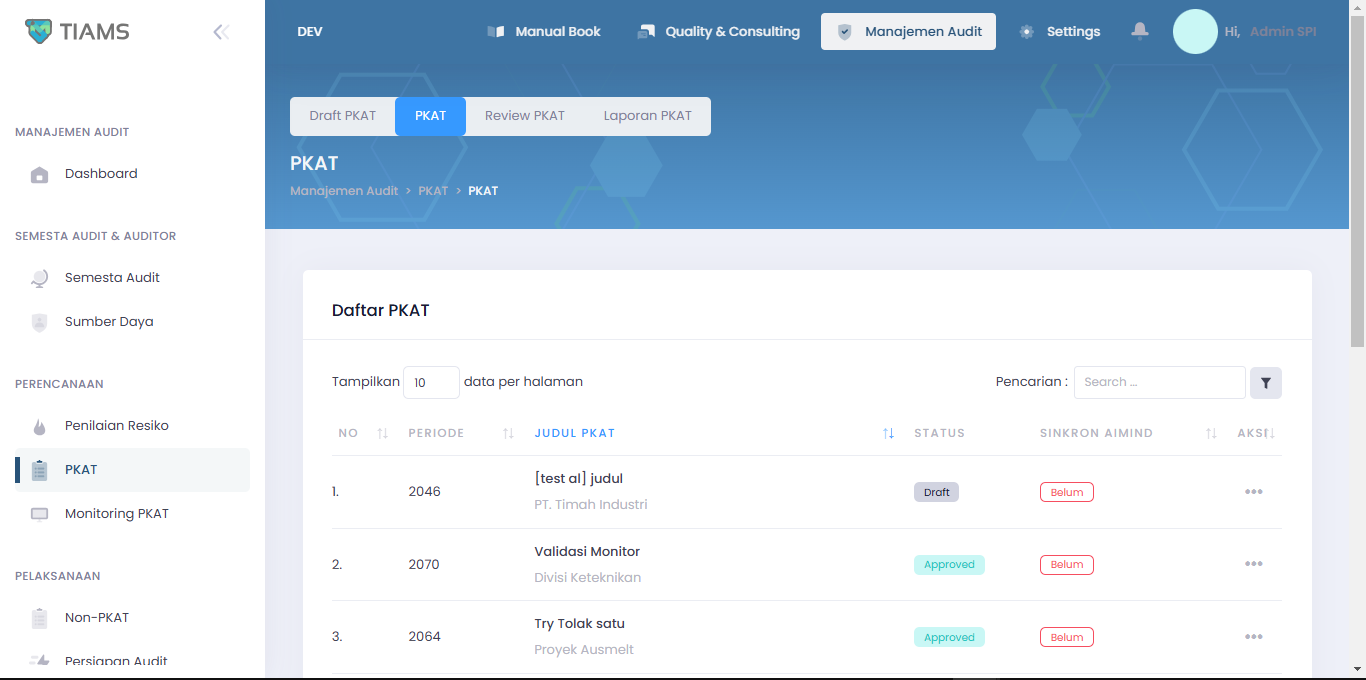 TIAMS
DEV
Manual Book
Quality & Consulting
Manajemen Audit
Settings
Hi, Admin SPI
MANAJEMEN AUDIT
Dashboard
SEMESTA AUDIT & AUDITOR
Semesta Audit
Sumber Daya
PERENCANAAN
Penilaian Resiko
PKAT
Monitoring PKAT
PELAKSANAAN
Non-PKAT
Persiapan Audit
Draft PKAT
PKAT
Review PKAT
Laporan PKAT
PKAT
Manajemen Audit > PKAT > PKAT
Daftar PKAT
Tampilkan 10 data per halaman
Pencarian : Search ...
NO PERIODE JUDUL PKAT STATUS SINKRON AIMIND AKSI
1. 2046 [test al] judul Draft Belum
PT. Timah Industri
2. 2070 Validasi Monitor Approved Belum
Divisi Keteknikan
3. 2064 Try Tolak satu Approved Belum
Proyek Ausmelt